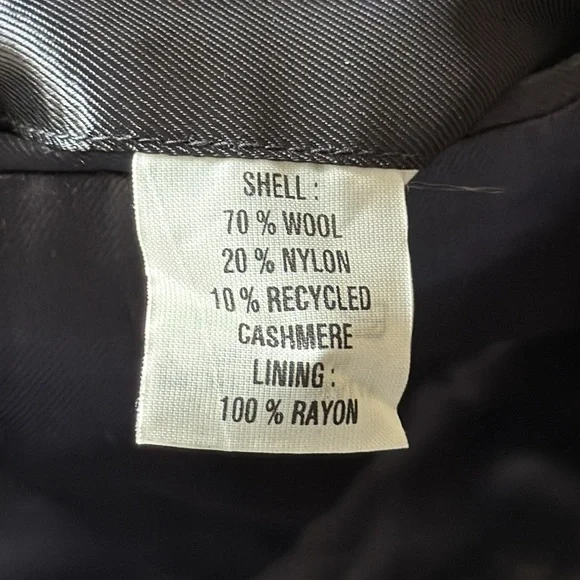 SHELL :
70 % WOOL
20 % NYLON
10 % RECYCLED
CASHMERE
LINING :
100 % RAYON